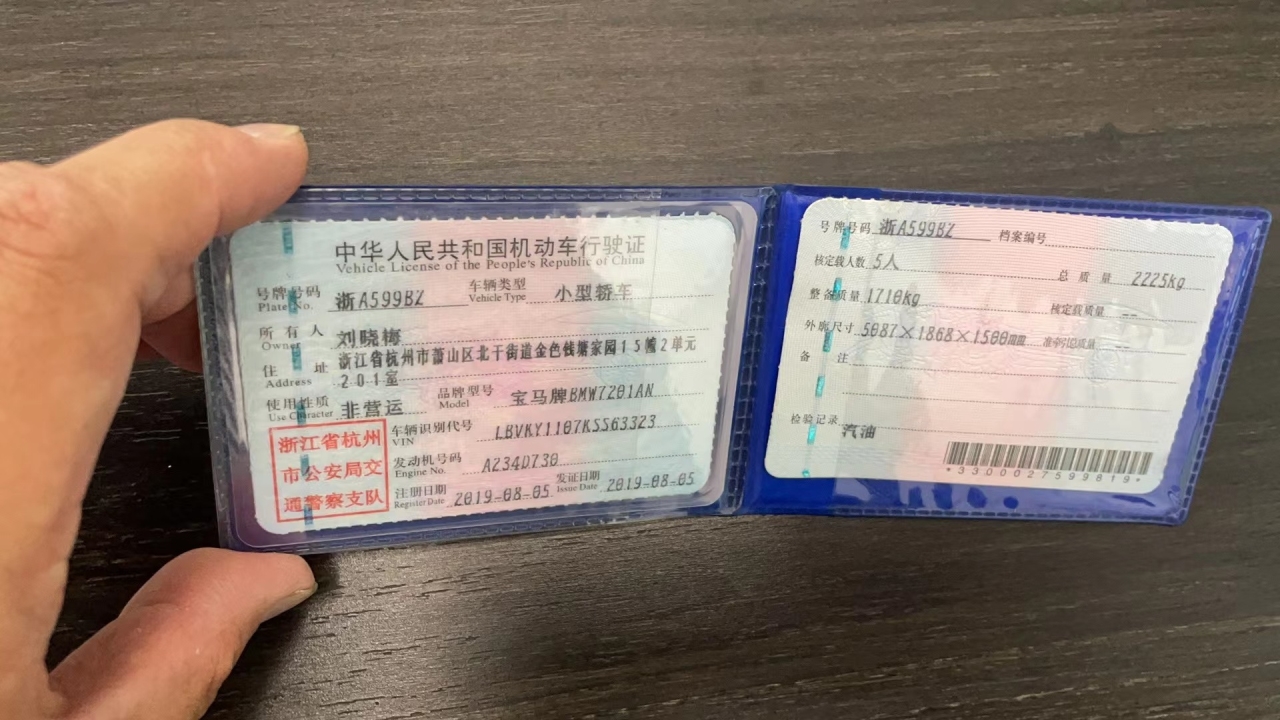 中华人民共和国机动车行驶证
Vehicle License of the People's Republic of China
号牌号码 浙A599BZ 车辆类型 小型轿车
Plate No. Vehicle Type
所有人 刘晓梅
Owner
住址 浙江省杭州市萧山区北干街道金色钱塘家园15幢2单元
Address 201室
使用性质 非营运 品牌型号 宝马牌BMW7201AN
Use Character Model
浙江省杭州
市公安局交
通警察支队
车辆识别代号 LBVKY1107KSS63323
VIN
发动机号码 A234D730
Engine No.
注册日期 2019-08-05 发证日期 2019-08-05
Register Date Issue Date
号牌号码 浙A599BZ 档案编号
核定载人数 5人 总质量 2225kg
整备质量 1710kg 核定载质量 --
外廓尺寸 5087×1868×1500mm 准牵引总质量 --
备注
检验记录 汽油
*3300027599819*